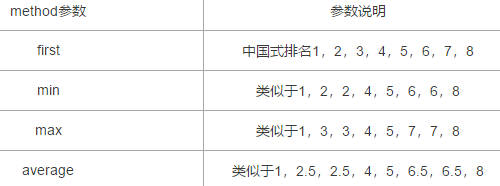 method参数 参数说明
first 中国式排名1，2，3，4，5，6，7，8
min 类似于1，2，2，4，5，6，6，8
max 类似于1，3，3，4，5，7，7，8
average 类似于1，2.5，2.5，4，5，6.5，6.5，8